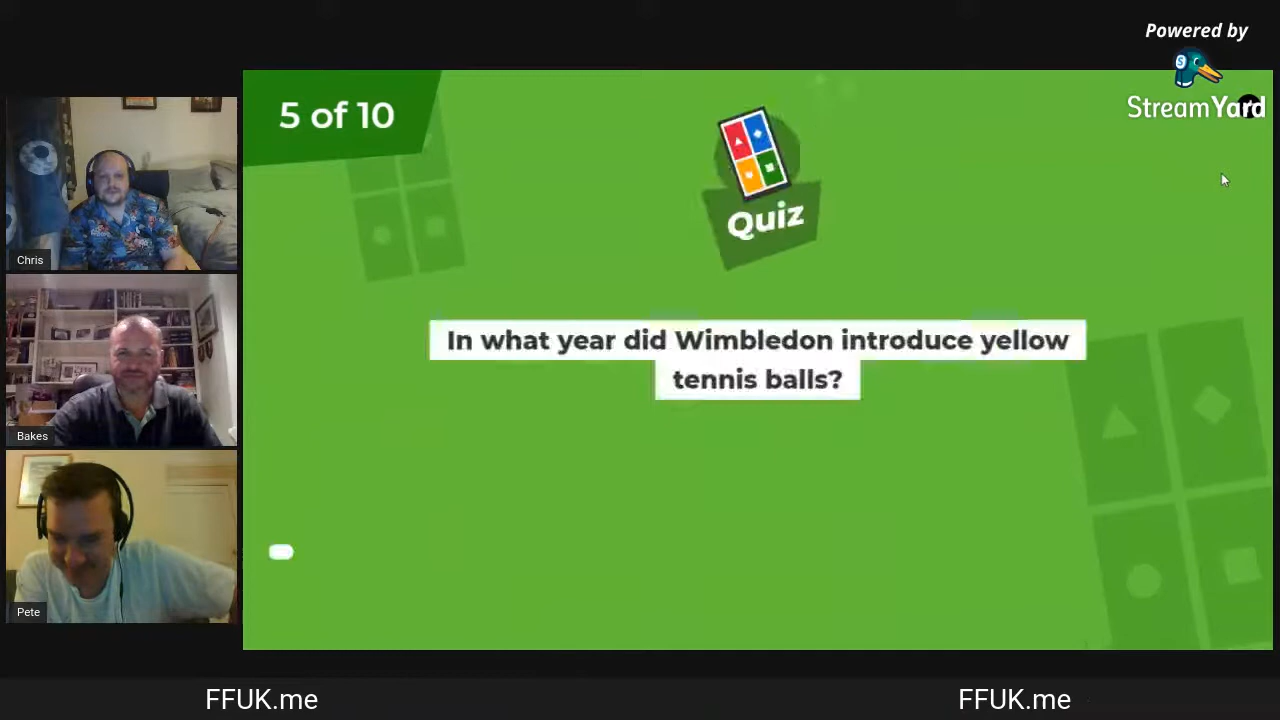 Powered by
StreamYard
5 of 10
Quiz
In what year did Wimbledon introduce yellow
tennis balls?
Chris
Bakes
Pete
FFUK.me
FFUK.me